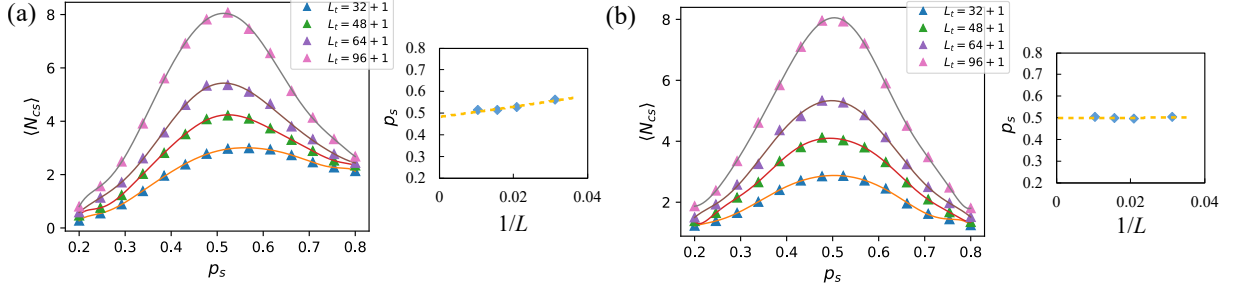 (a)
⟨N_cs⟩
8
6
4
2
0
0.2 0.3 0.4 0.5 0.6 0.7 0.8
p_s
L_t = 32 + 1
L_t = 48 + 1
L_t = 64 + 1
L_t = 96 + 1
p_s
0.8
0.7
0.6
0.5
0.4
0.3
0.2
0 0.02 0.04
1/L
(b)
⟨N_cs⟩
8
6
4
2
0.2 0.3 0.4 0.5 0.6 0.7 0.8
p_s
L_t = 32 + 1
L_t = 48 + 1
L_t = 64 + 1
L_t = 96 + 1
p_s
0.8
0.7
0.6
0.5
0.4
0.3
0.2
0 0.02 0.04
1/L